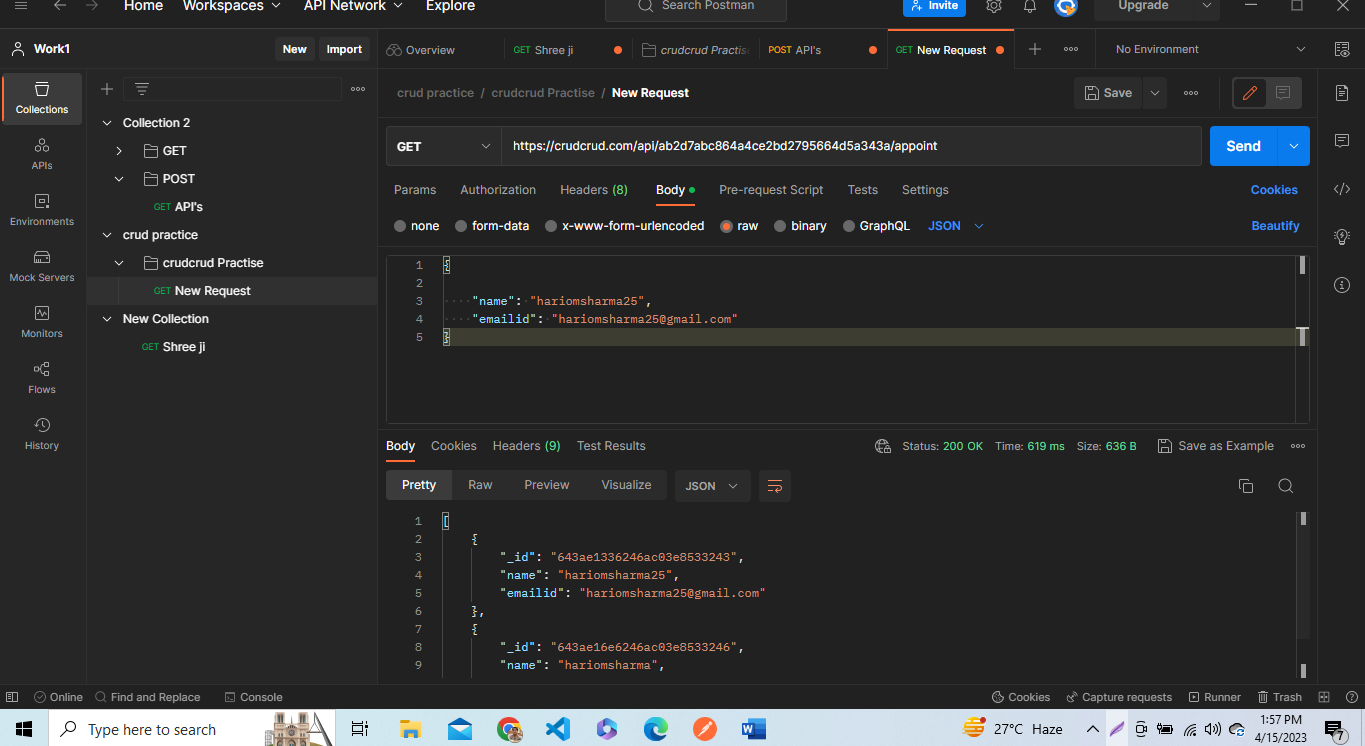 Home Workspaces API Network Explore Search Postman Invite Upgrade
Work1 New Import Overview GET Shree ji crudcrud Practise POST API's GET New Request No Environment
Collections
APIs
Environments
Mock Servers
Monitors
Flows
History
Collection 2
GET
POST
GET API's
crud practice
crudcrud Practise
GET New Request
New Collection
GET Shree ji
crud practice / crudcrud Practise / New Request Save
GET https://crudcrud.com/api/ab2d7abc864a4ce2bd2795664d5a343a/appoint Send
Params Authorization Headers (8) Body Pre-request Script Tests Settings Cookies
none form-data x-www-form-urlencoded raw binary GraphQL JSON Beautify
1 {
2
3 "name": "hariomsharma25",
4 "emailid": "hariomsharma25@gmail.com"
5 }
Body Cookies Headers (9) Test Results Status: 200 OK Time: 619 ms Size: 636 B Save as Example
Pretty Raw Preview Visualize JSON
1 [
2 {
3 "_id": "643ae1336246ac03e8533243",
4 "name": "hariomsharma25",
5 "emailid": "hariomsharma25@gmail.com"
6 },
7 {
8 "_id": "643ae16e6246ac03e8533246",
9 "name": "hariomsharma",
Online Find and Replace Console Cookies Capture requests Runner Trash
Type here to search 27°C Haze 1:57 PM
4/15/2023 7